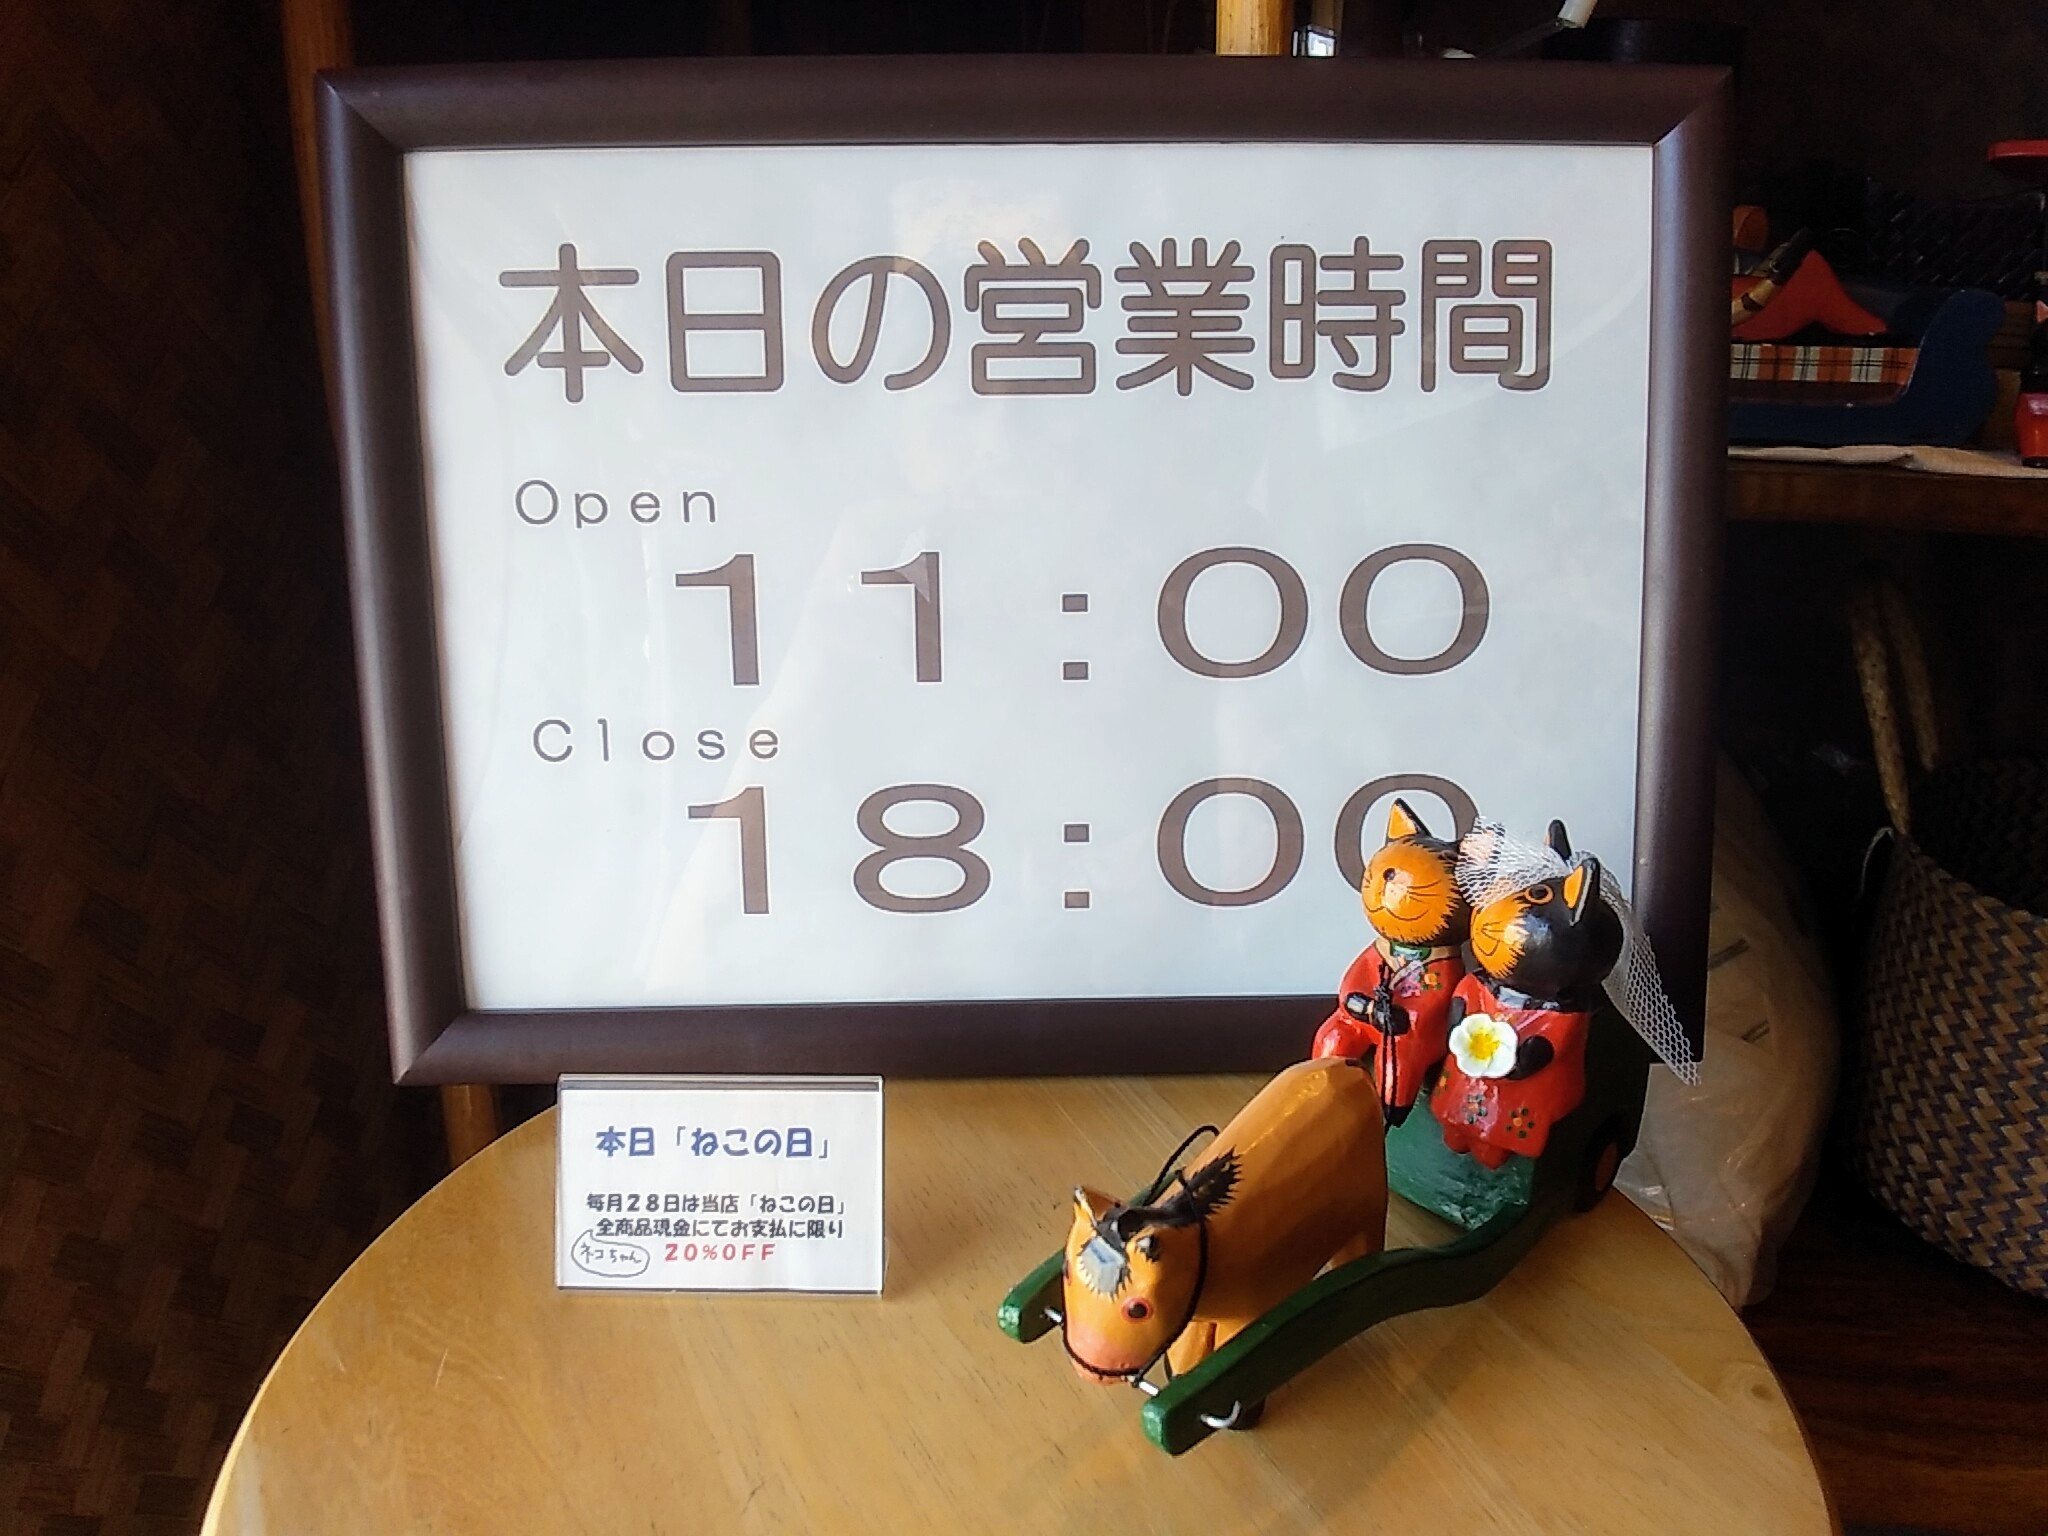 本日の営業時間
Open
11:00
Close
18:00
本日「ねこの日」
毎月28日は当店「ねこの日」
全商品現金にてお支払に限り
ネコちゃん 20%OFF